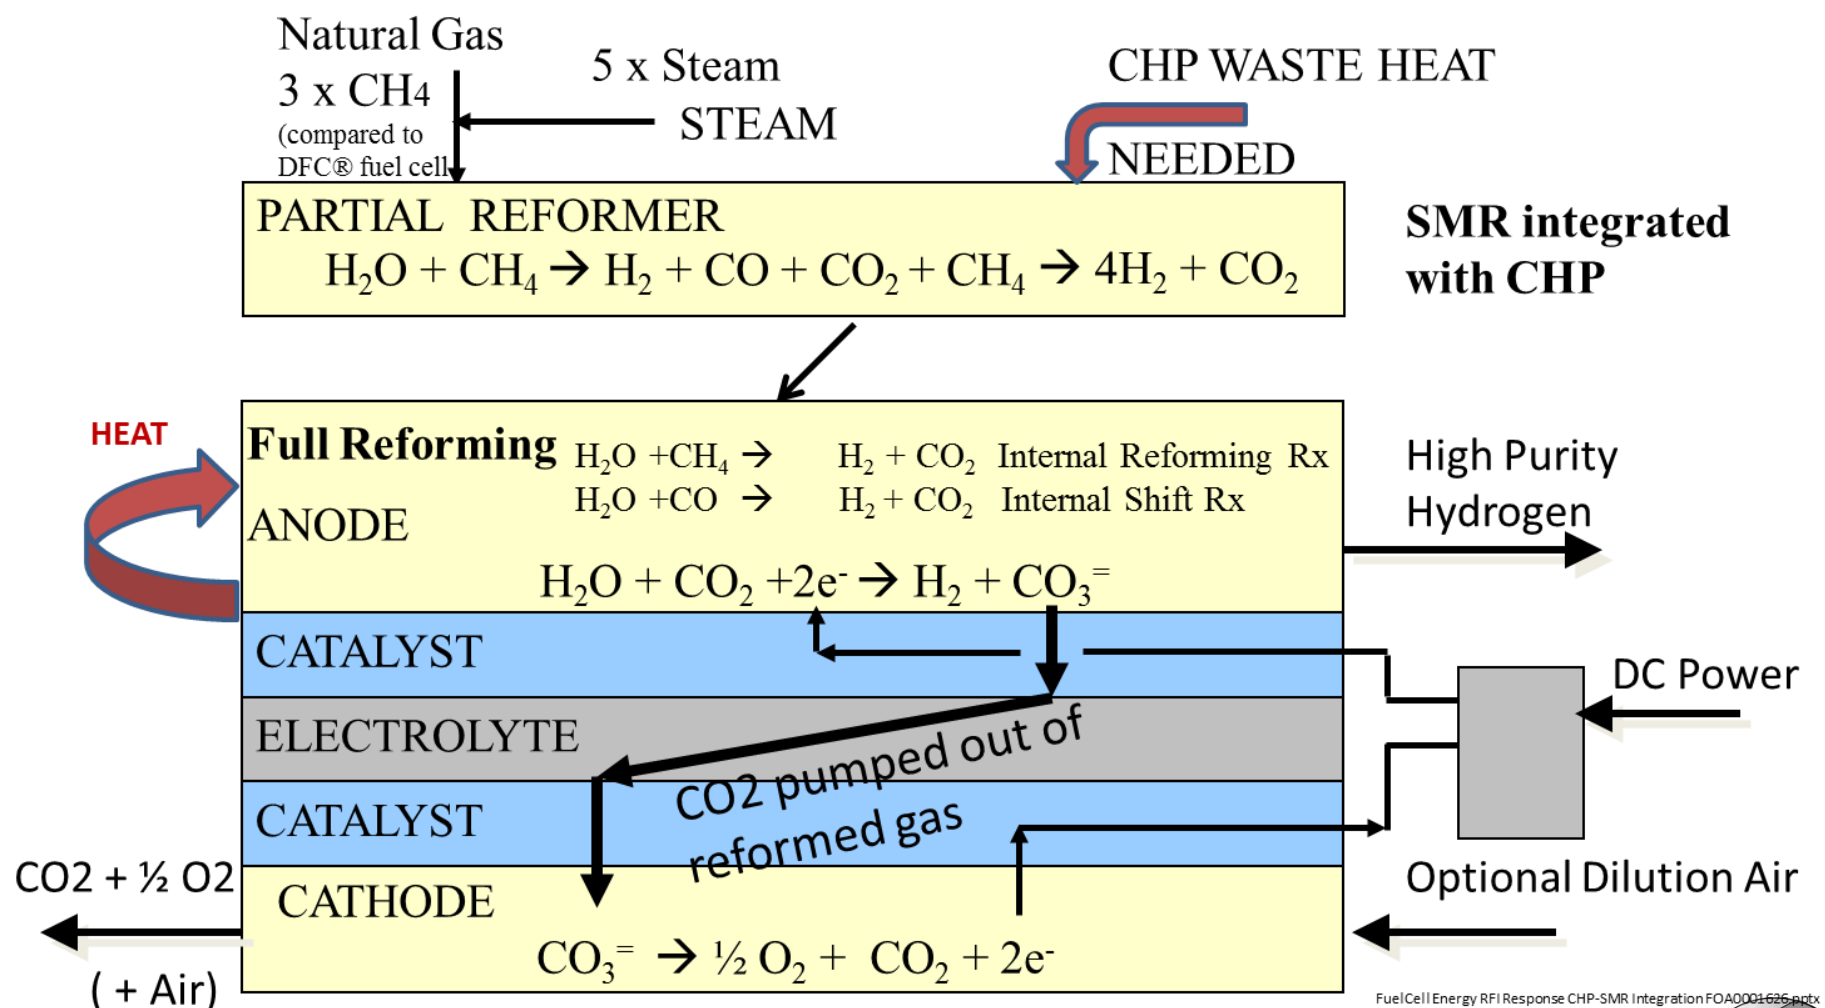 Natural Gas
3 x CH4
(compared to
DFC® fuel cell
5 x Steam
STEAM
CHP WASTE HEAT
NEEDED
PARTIAL REFORMER
H₂O + CH₄ → H₂ + CO + CO₂ + CH₄ → 4H₂ + CO₂
SMR integrated
with CHP
HEAT
Full Reforming
H₂O +CH₄ → H₂ + CO₂ Internal Reforming Rx
H₂O +CO → H₂ + CO₂ Internal Shift Rx
ANODE
H₂O + CO₂ +2e⁻ → H₂ + CO₃⁼
High Purity
Hydrogen
CATALYST
DC Power
ELECTROLYTE
CO2 pumped out of
reformed gas
CATALYST
CO2 + ½ O2
( + Air)
CATHODE
CO₃⁼ → ½ O₂ + CO₂ + 2e⁻
Optional Dilution Air
FuelCell Energy RFI Response CHP-SMR Integration FOA0001626.pptx